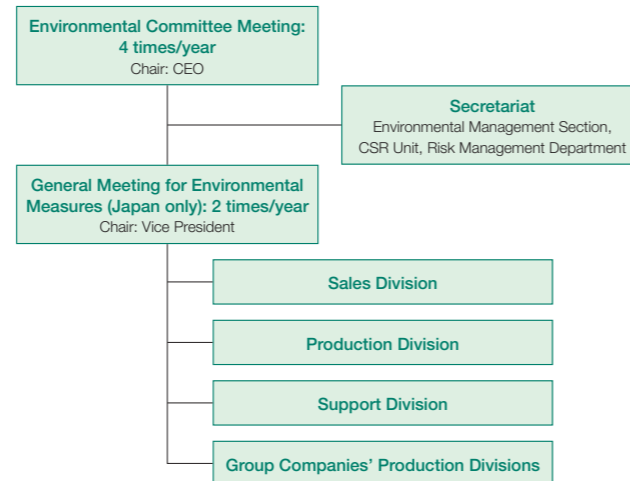 Environmental Committee Meeting:
4 times/year
Chair: CEO
Secretariat
Environmental Management Section,
CSR Unit, Risk Management Department
General Meeting for Environmental
Measures (Japan only): 2 times/year
Chair: Vice President
Sales Division
Production Division
Support Division
Group Companies’ Production Divisions